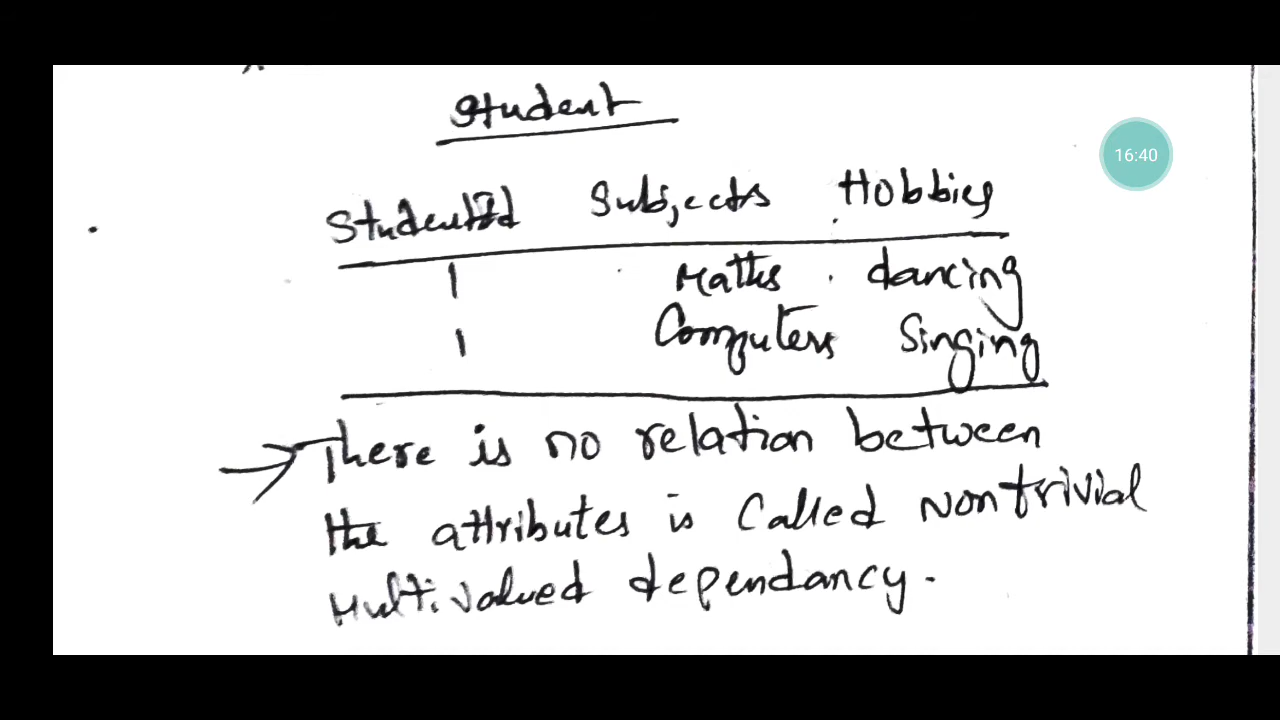 Student
StudentId Subjects Hobbies
1 Maths dancing
1 Computers Singing
→ There is no relation between
the attributes is called nontrivial
Multivalued dependancy.
16:40